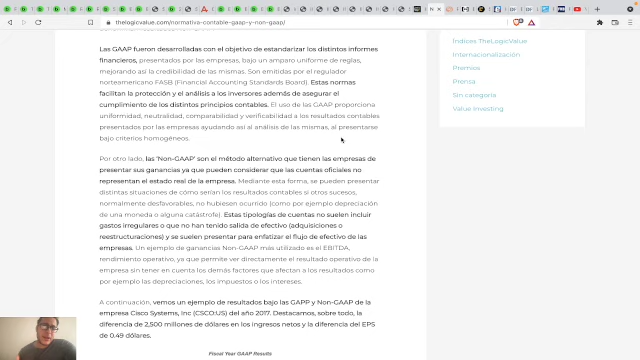 thelogicvalue.com/normativa-contable-gaap-y-non-gaap/
Las GAAP fueron desarrolladas con el objetivo de estandarizar los distintos informes
financieros, presentados por las empresas, bajo un amparo uniforme de reglas,
mejorando así la credibilidad de las mismas. Son emitidas por el regulador
norteamericano FASB (Financial Accounting Standards Board). Estas normas
facilitan la protección y el análisis a los inversores además de asegurar el
cumplimiento de los distintos principios contables. El uso de las GAAP proporciona
uniformidad, neutralidad, comparabilidad y verificabilidad a los resultados contables
presentados por las empresas ayudando así al análisis de las mismas, al presentarse
bajo criterios homogéneos.
Por otro lado, las 'Non-GAAP' son el método alternativo que tienen las empresas de
presentar sus ganancias ya que pueden considerar que las cuentas oficiales no
representan el estado real de la empresa. Mediante esta forma, se pueden presentar
distintas situaciones de cómo serían los resultados contables si otros sucesos,
normalmente desfavorables, no hubiesen ocurrido (como por ejemplo depreciación
de una moneda o alguna catástrofe). Estas tipologías de cuentas no suelen incluir
gastos irregulares o que no han tenido salida de efectivo (adquisiciones o
reestructuraciones) y se suelen presentar para enfatizar el flujo de efectivo de las
empresas. Un ejemplo de ganancias Non-GAAP más utilizado es el EBITDA,
rendimiento operativo, ya que permite ver directamente el resultado operativo de la
empresa sin tener en cuenta los demás factores que afectan a los resultados como
por ejemplo las depreciaciones, los impuestos o los intereses.
A continuación, vemos un ejemplo de resultados bajo las GAPP y Non-GAAP de la
empresa Cisco Systems, Inc (CSCO:US) del año 2017. Destacamos, sobre todo, la
diferencia de 2,500 millones de dólares en los ingresos netos y la diferencia del EPS
de 0.49 dólares.
Fiscal Year GAAP Results
Indices TheLogicValue
Internacionalización
Premios
Prensa
Sin categoría
Value Investing